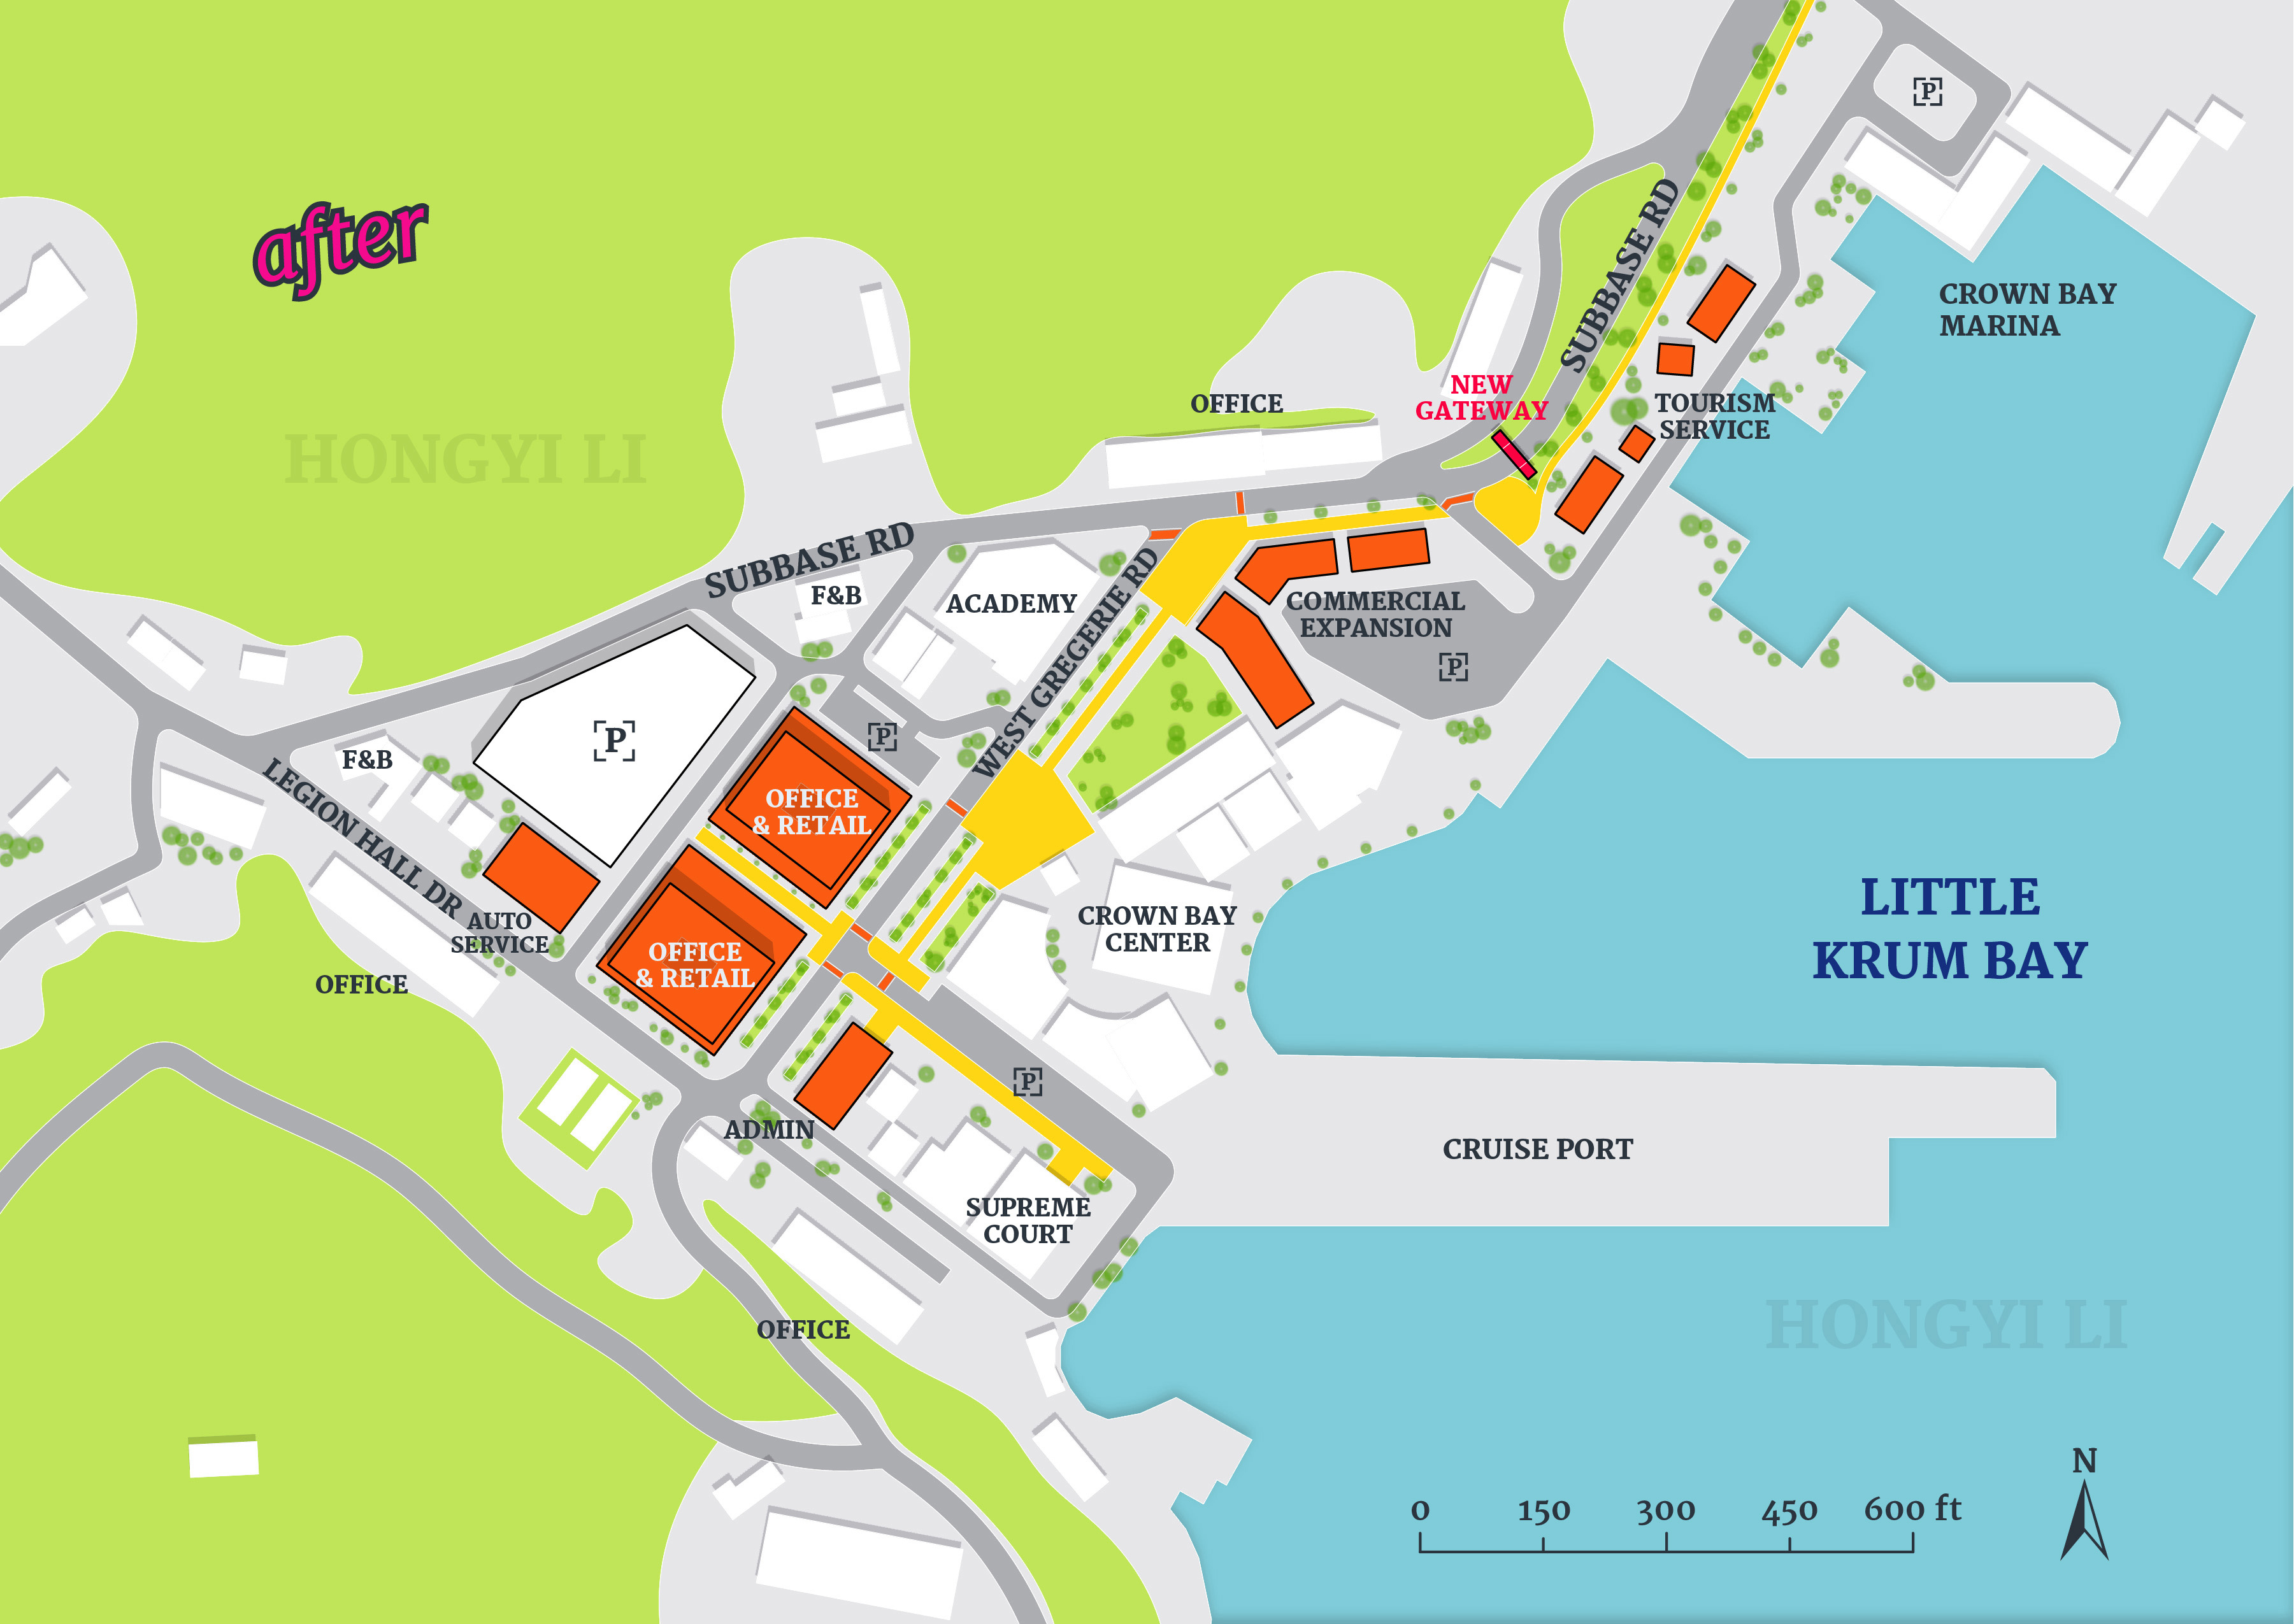 after
HONGYI LI
P
CROWN BAY
MARINA
SUBBASE RD
NEW
GATEWAY
OFFICE
TOURISM
SERVICE
SUBBASE RD
F&B
ACADEMY
WEST GREGERIE RD
COMMERCIAL
EXPANSION
P
P
P
F&B
LEGION HALL DR
OFFICE
& RETAIL
AUTO
SERVICE
OFFICE
OFFICE
& RETAIL
CROWN BAY
CENTER
LITTLE
KRUM BAY
P
ADMIN
CRUISE PORT
SUPREME
COURT
OFFICE
HONGYI LI
0 150 300 450 600 ft
N